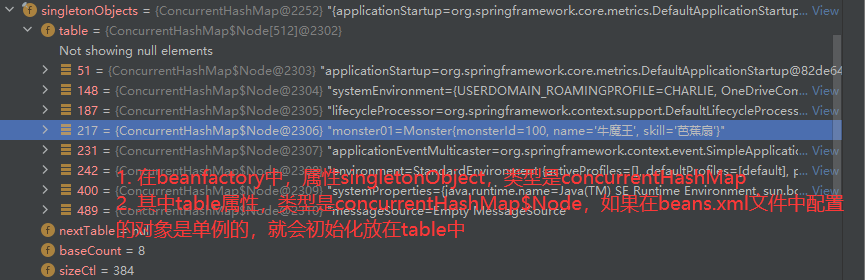 singletonObjects = {ConcurrentHashMap@2252} "{applicationStartup=org.springframework.core.metrics.DefaultApplicationStartup... View
table = {ConcurrentHashMap$Node[512]@2302}
Not showing null elements
51 = {ConcurrentHashMap$Node@2303} "applicationStartup=org.springframework.core.metrics.DefaultApplicationStartup@82de64
148 = {ConcurrentHashMap$Node@2304} "systemEnvironment={USERDOMAIN_ROAMINGPROFILE=CHARLIE, OneDriveCom... View
187 = {ConcurrentHashMap$Node@2305} "lifecycleProcessor=org.springframework.context.support.DefaultLifecycleProcess... View
217 = {ConcurrentHashMap$Node@2306} "monster01=Monster{monsterId=100, name='牛魔王', skill='芭蕉扇'}"
231 = {ConcurrentHashMap$Node@2307} "applicationEventMulticaster=org.springframework.context.event.SimpleApplication... View
242 = {ConcurrentHashMap$Node@2308} "environment=StandardEnvironment {activeProfiles=[], defaultProfiles=[default], p... View
1. 在beanfactory中，属性singletonObject，类型是concurrentHashMap
400 = {ConcurrentHashMap$Node@2309} "systemProperties={java.runtime.name=Java(TM) SE Runtime Environment, sun.bo... View
2. 其中table属性，类型是concurrentHashMap$Node，如果在beans.xml文件中配置
489 = {ConcurrentHashMap$Node@2310} "messageSource=Empty MessageSource"
的对象是单例的，就会初始化放在table中
nextTable = null
baseCount = 8
sizeCtl = 384